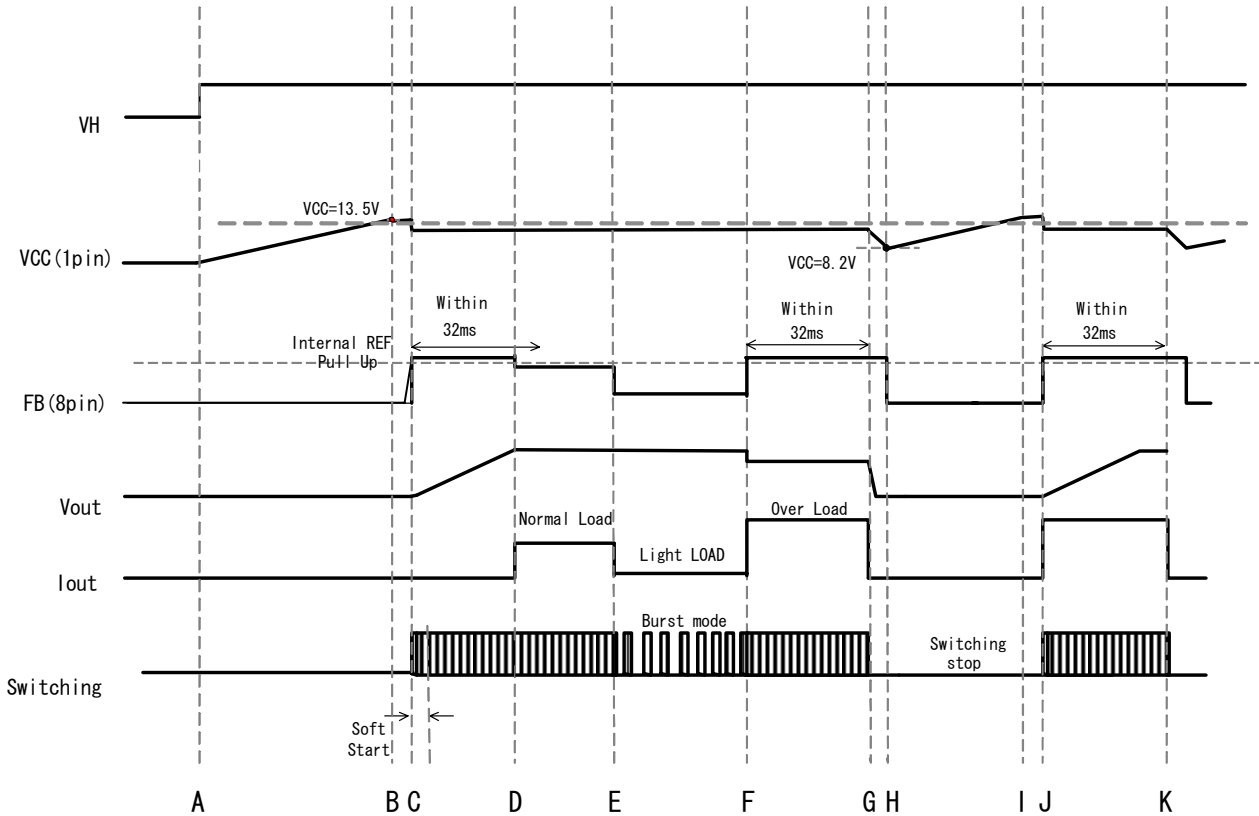 VH
VCC=13.5V
VCC(1pin)
VCC=8.2V
Within
32ms
Within
32ms
Within
32ms
Internal REF
Pull Up
FB(8pin)
Vout
Normal Load
Over Load
Light LOAD
Iout
Burst mode
Switching
stop
Switching
Soft
Start
A B C D E F G H I J K